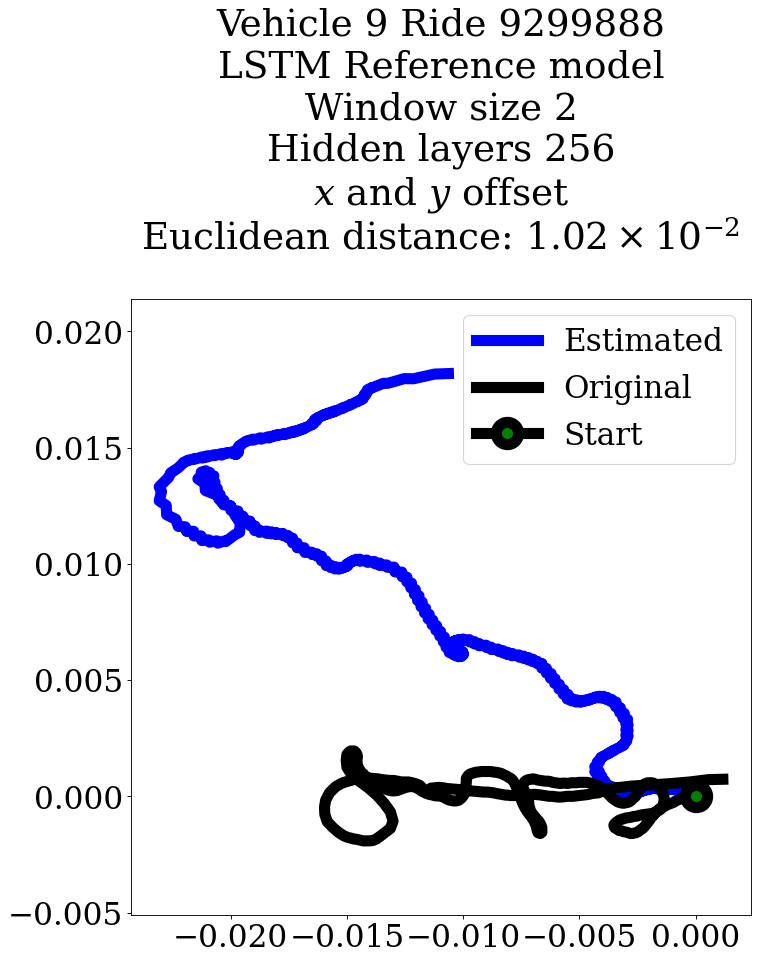 Vehicle 9 Ride 9299888
LSTM Reference model
Window size 2
Hidden layers 256
x and y offset
Euclidean distance: 1.02 × 10⁻²
Estimated
Original
Start
0.020
0.015
0.010
0.005
0.000
−0.005
−0.020 −0.015 −0.010 −0.005 0.000